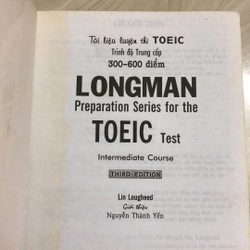 Tài liệu luyện thi TOEIC
Trình độ Trung cấp
300-600 điểm
LONGMAN
Preparation Series for the
TOEIC Test
Intermediate Course
THIRD EDITION
Lin Lougheed
Giới thiệu
Nguyễn Thành Yến